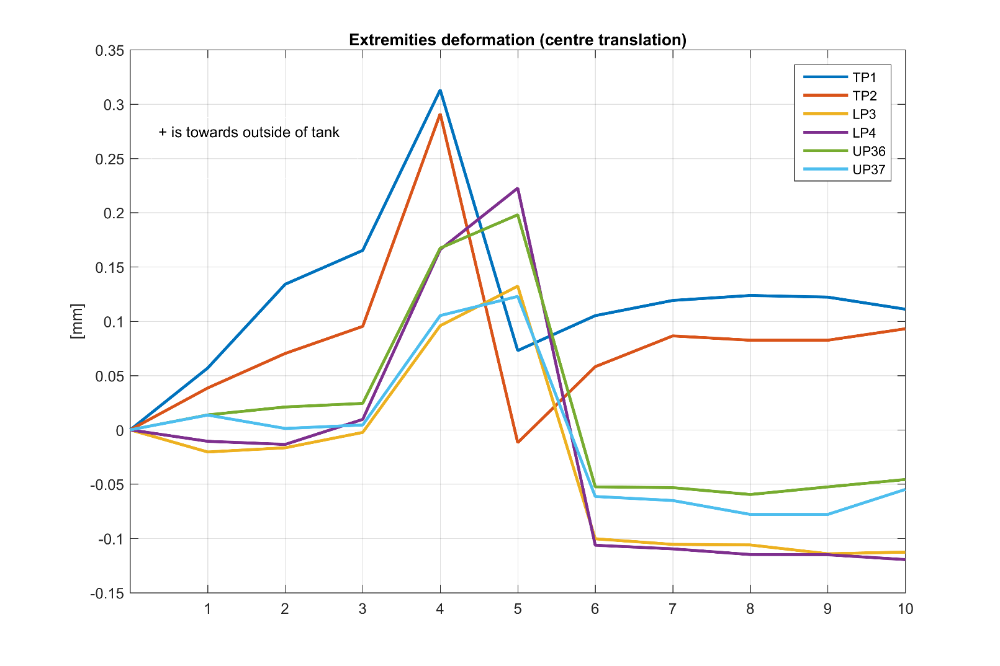 Extremities deformation (centre translation)
0.35
0.3
0.25
0.2
0.15
0.1
0.05
0
-0.05
-0.1
-0.15
[mm]
+ is towards outside of tank
TP1
TP2
LP3
LP4
UP36
UP37
1 2 3 4 5 6 7 8 9 10